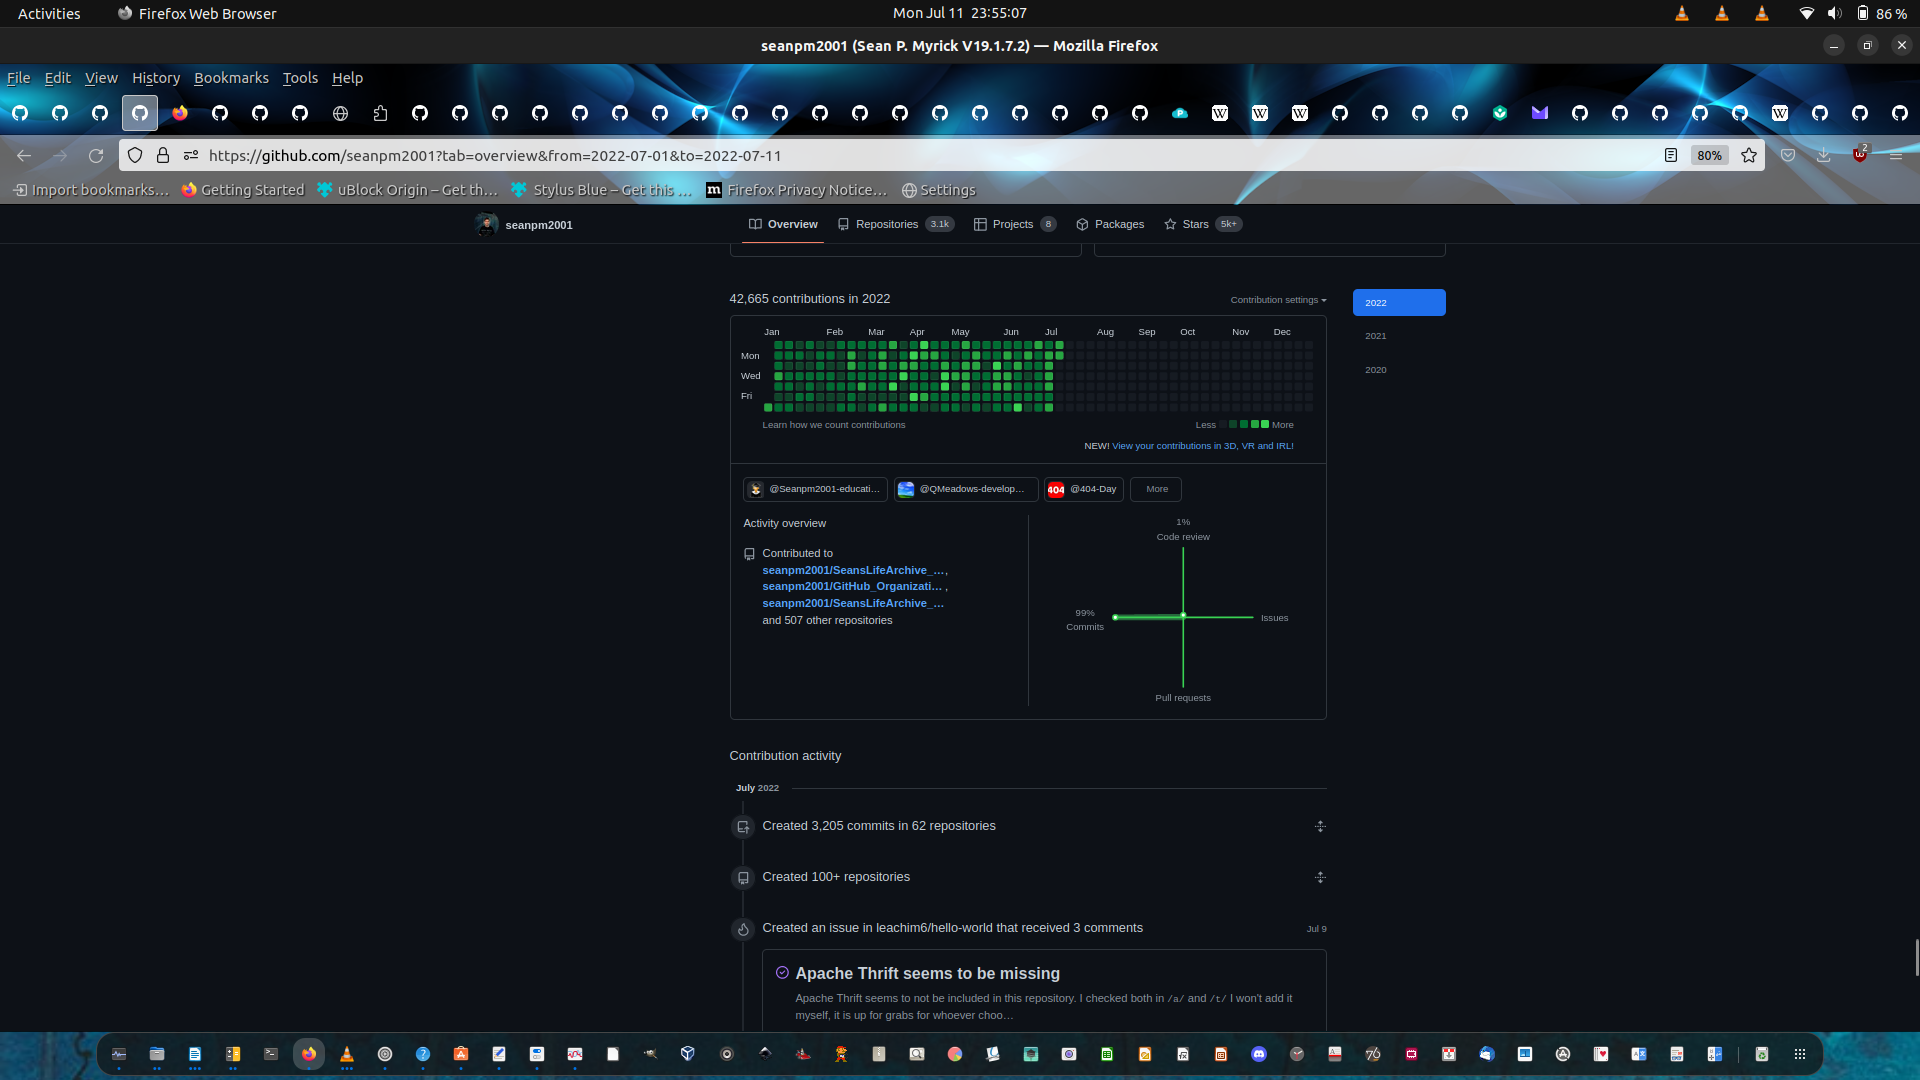 Activities
Firefox Web Browser
Mon Jul 11 23:55:07
86 %
seanpm2001 (Sean P. Myrick V19.1.7.2) — Mozilla Firefox
File Edit View History Bookmarks Tools Help
https://github.com/seanpm2001?tab=overview&from=2022-07-01&to=2022-07-11
80%
2
Import bookmarks… Getting Started uBlock Origin – Get th… Stylus Blue – Get this … Firefox Privacy Notice… Settings
seanpm2001
Overview Repositories 3.1k Projects 8 Packages Stars 5k+
42,665 contributions in 2022
Contribution settings
2022
2021
2020
Jan Feb Mar Apr May Jun Jul Aug Sep Oct Nov Dec
Mon
Wed
Fri
Learn how we count contributions
Less More
NEW! View your contributions in 3D, VR and IRL!
@Seanpm2001-educati… @QMeadows-develop… 404 @404-Day More
Activity overview
Contributed to
seanpm2001/SeansLifeArchive_…,
seanpm2001/GitHub_Organizati… ,
seanpm2001/SeansLifeArchive_…
and 507 other repositories
1%
Code review
99%
Commits
Issues
Pull requests
Contribution activity
July 2022
Created 3,205 commits in 62 repositories
Created 100+ repositories
Created an issue in leachim6/hello-world that received 3 comments
Jul 9
Apache Thrift seems to be missing
Apache Thrift seems to not be included in this repository. I checked both in /a/ and /t/ I won't add it
myself, it is up for grabs for whoever choo…